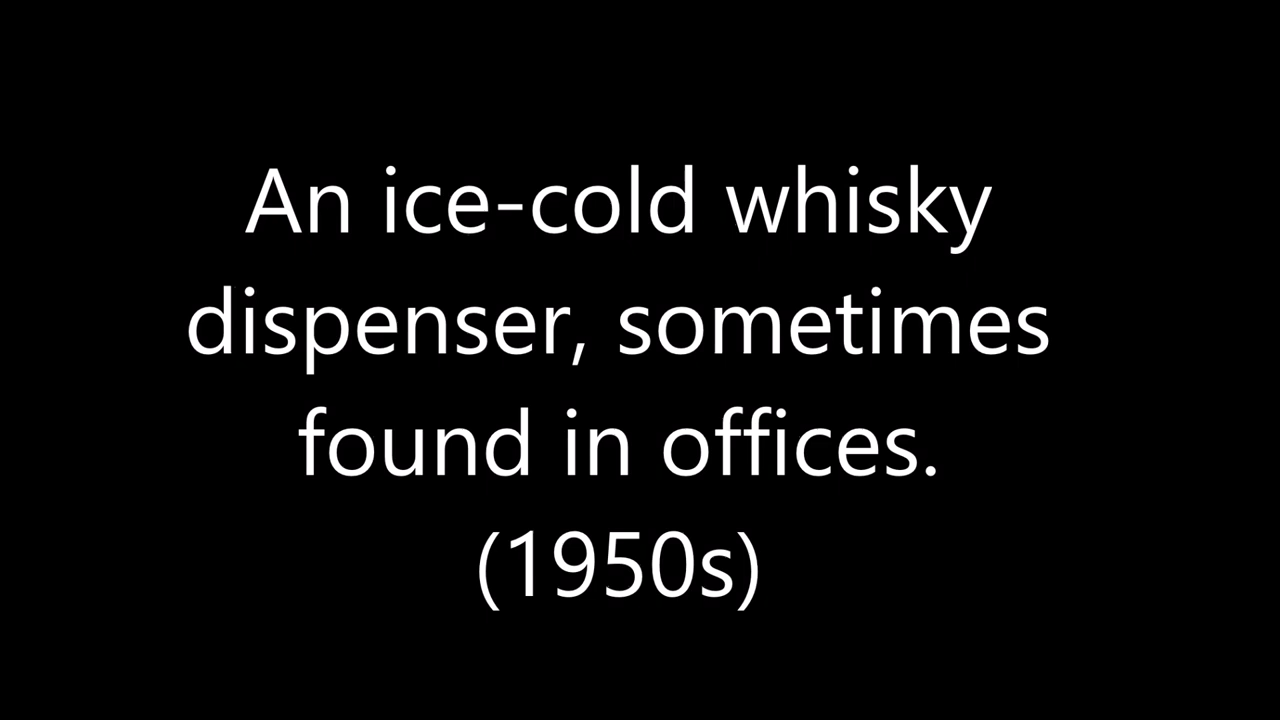 An ice-cold whisky
dispenser, sometimes
found in offices.
(1950s)